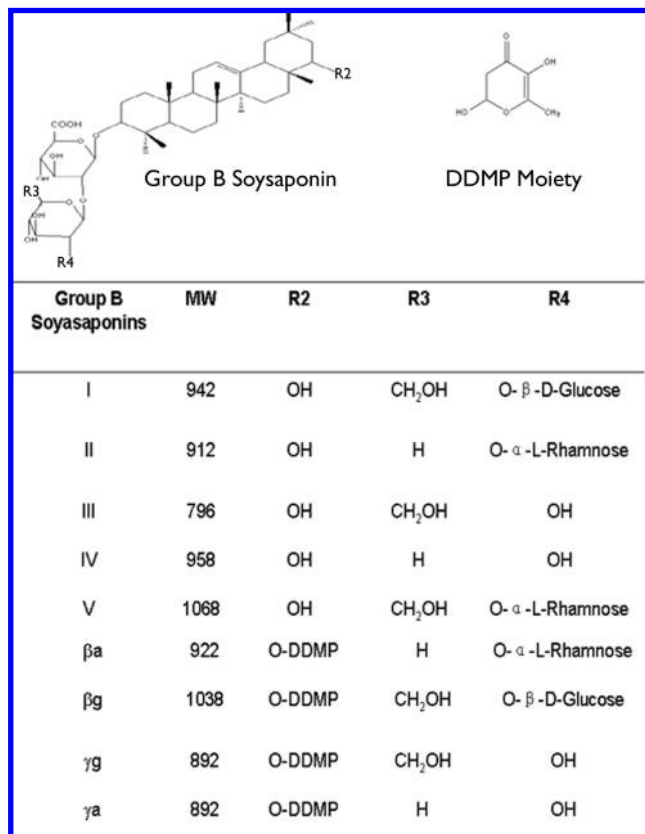 R2
COOH
O
O
O
OH
OH
O
R3
O
OH
OH
R4
Group B Soysaponin
O
OH
HO
O
CH₃
DDMP Moiety
Group B Soyasaponins MW R2 R3 R4
I 942 OH CH₂OH O-β-D-Glucose
II 912 OH H O-α-L-Rhamnose
III 796 OH CH₂OH OH
IV 958 OH H OH
V 1068 OH CH₂OH O-α-L-Rhamnose
βa 922 O-DDMP H O-α-L-Rhamnose
βg 1038 O-DDMP CH₂OH O-β-D-Glucose
γg 892 O-DDMP CH₂OH OH
γa 892 O-DDMP H OH